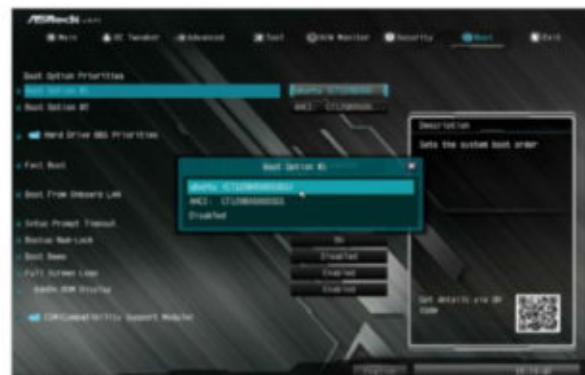 ASRock
Main OC Tweaker Advanced Tool H/W Monitor Security Boot Exit
Boot Option Priorities
Boot Option #1
Boot Option #2
Hard Drive BBS Priorities
Fast Boot
Boot From Onboard LAN
Setup Prompt Timeout
Bootup Num-Lock On
Boot Beep Disabled
Full Screen Logo Enabled
AddOn ROM Display Enabled
CSM(Compatibility Support Module)
Boot Option #1
ubuntu
AHCI:
Disabled
Description
Sets the system boot order
Get details via QR
code
English